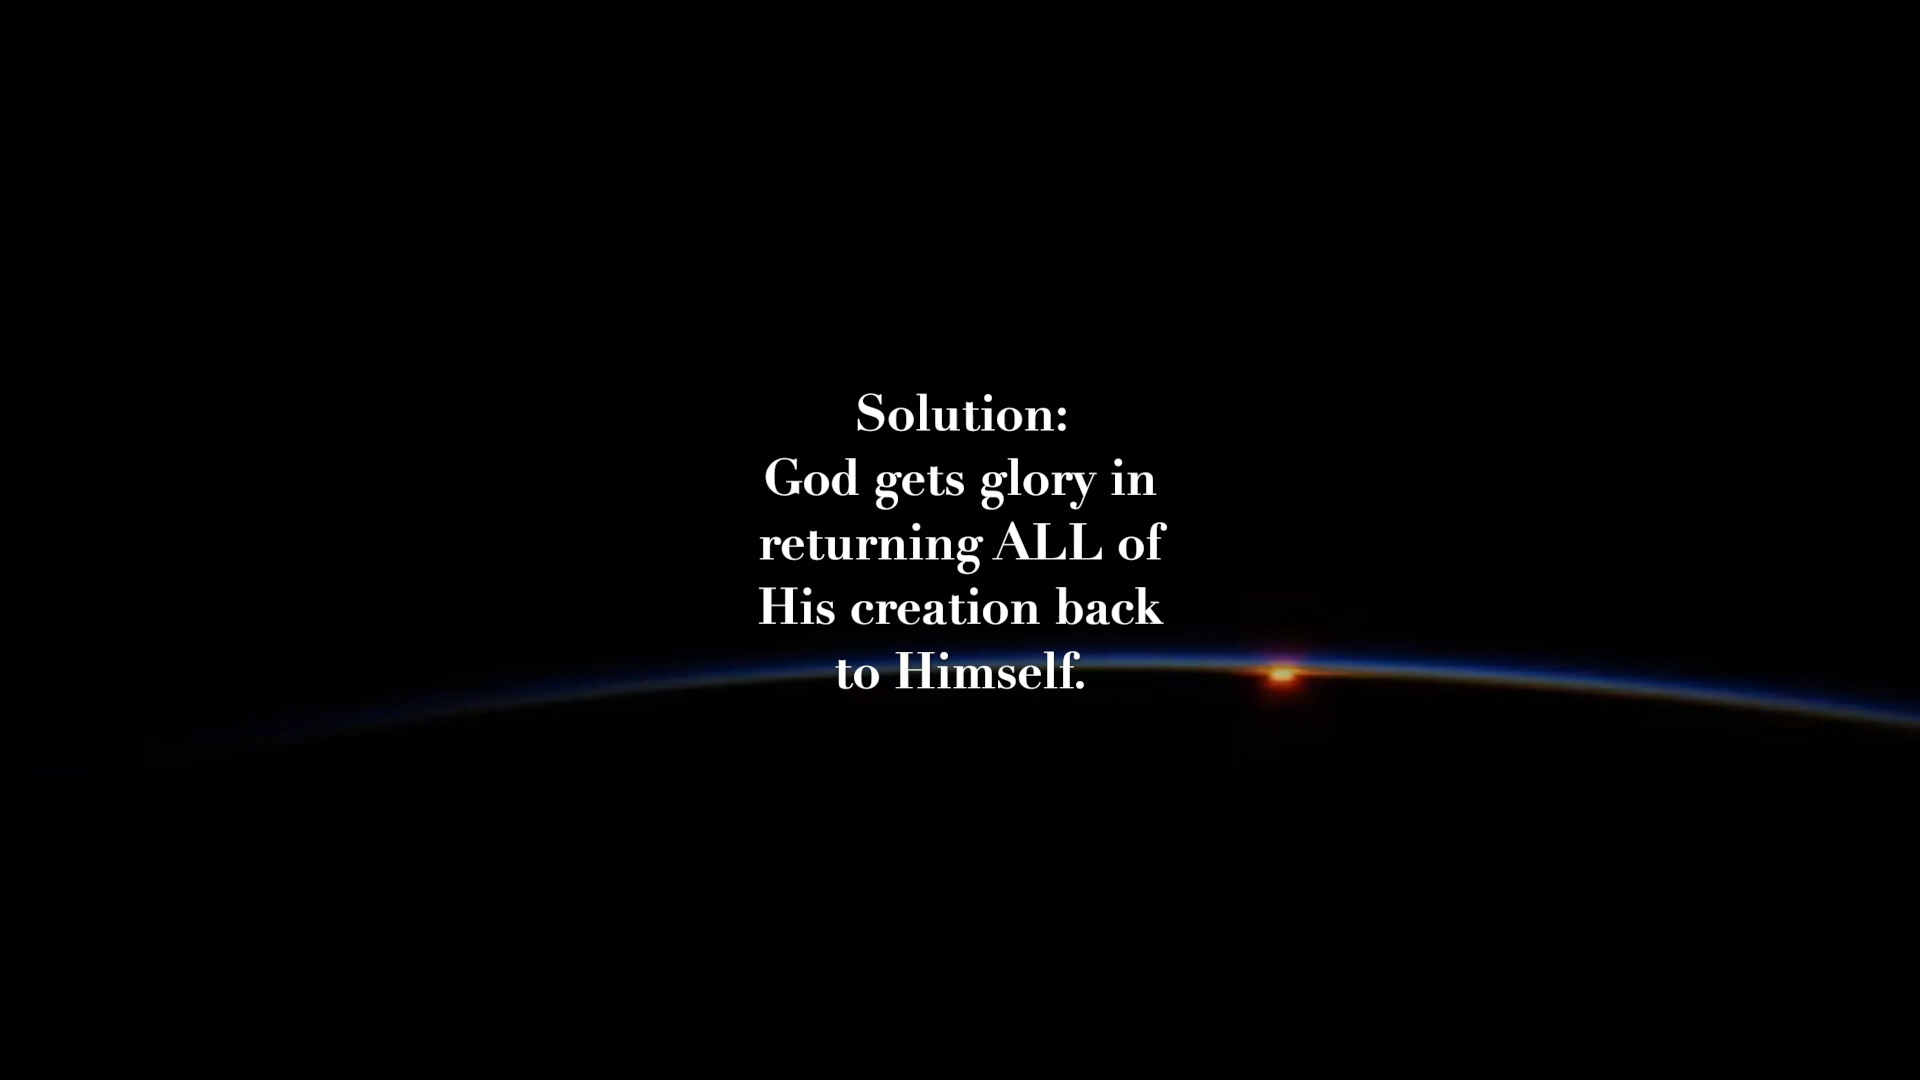 Solution:
God gets glory in
returning ALL of
His creation back
to Himself.